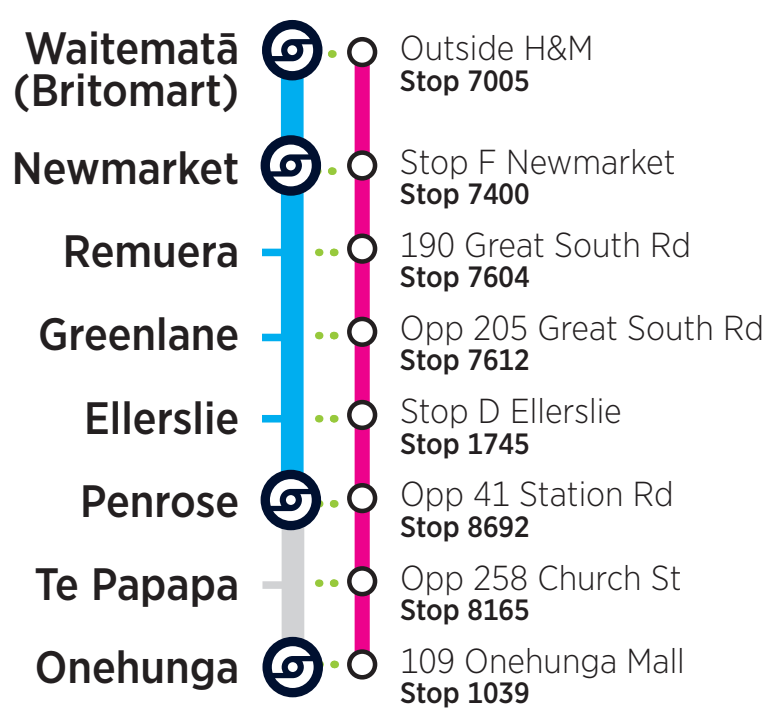 Waitematā
(Britomart)
Outside H&M
Stop 7005
Newmarket
Stop F Newmarket
Stop 7400
Remuera
190 Great South Rd
Stop 7604
Greenlane
Opp 205 Great South Rd
Stop 7612
Ellerslie
Stop D Ellerslie
Stop 1745
Penrose
Opp 41 Station Rd
Stop 8692
Te Papapa
Opp 258 Church St
Stop 8165
Onehunga
109 Onehunga Mall
Stop 1039